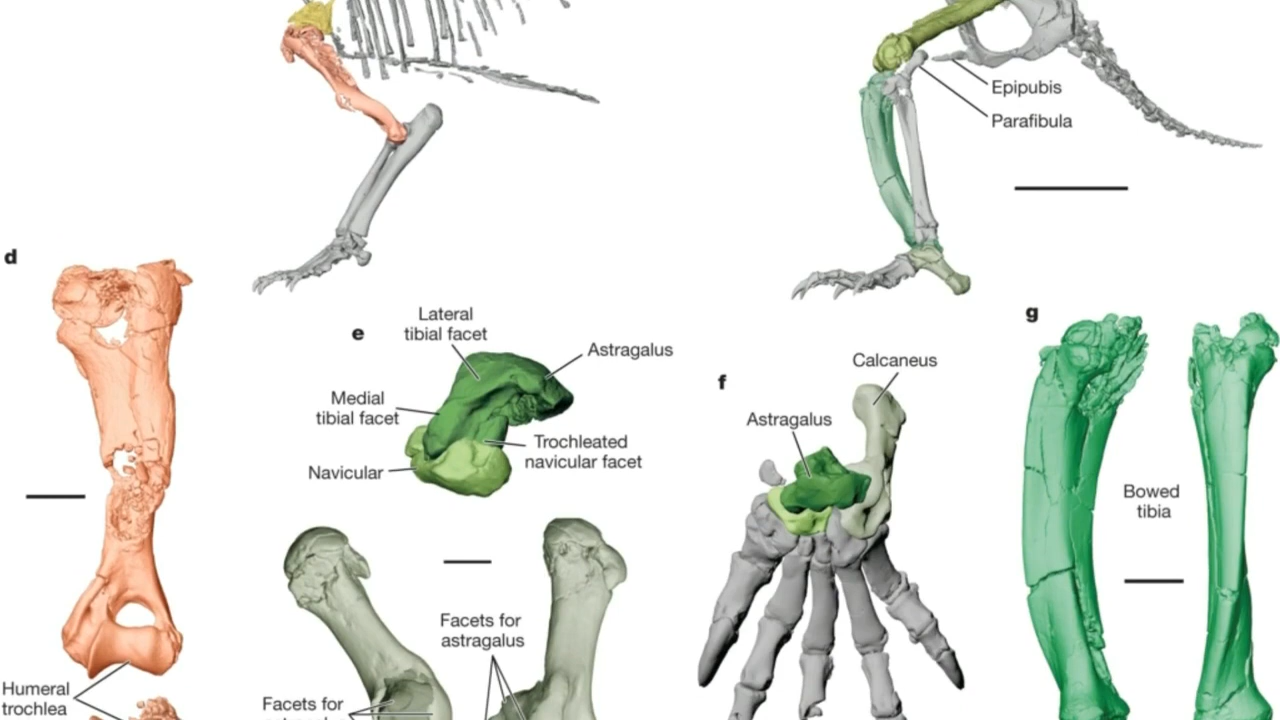 Epipubis
Parafibula
d
e
Lateral
tibial facet
Astragalus
Medial
tibial facet
Trochleated
navicular facet
Navicular
f
Calcaneus
Astragalus
g
Bowed
tibia
Facets for
astragalus
Humeral
trochlea
Facets for